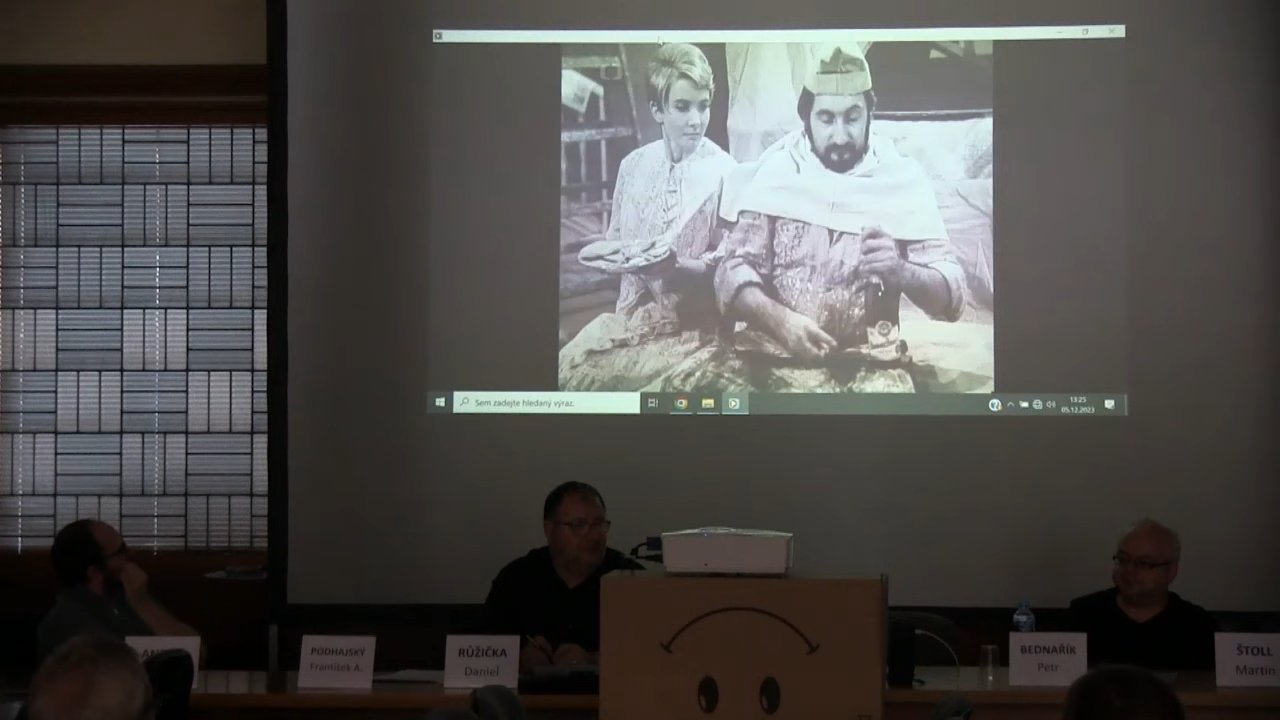 Sem zadejte hledaný výraz.
13:25
05.12.2023
PODHAJSKÝ
František A.
RŮŽIČKA
Daniel
BEDNAŘÍK
Petr
ŠTOLL
Martin